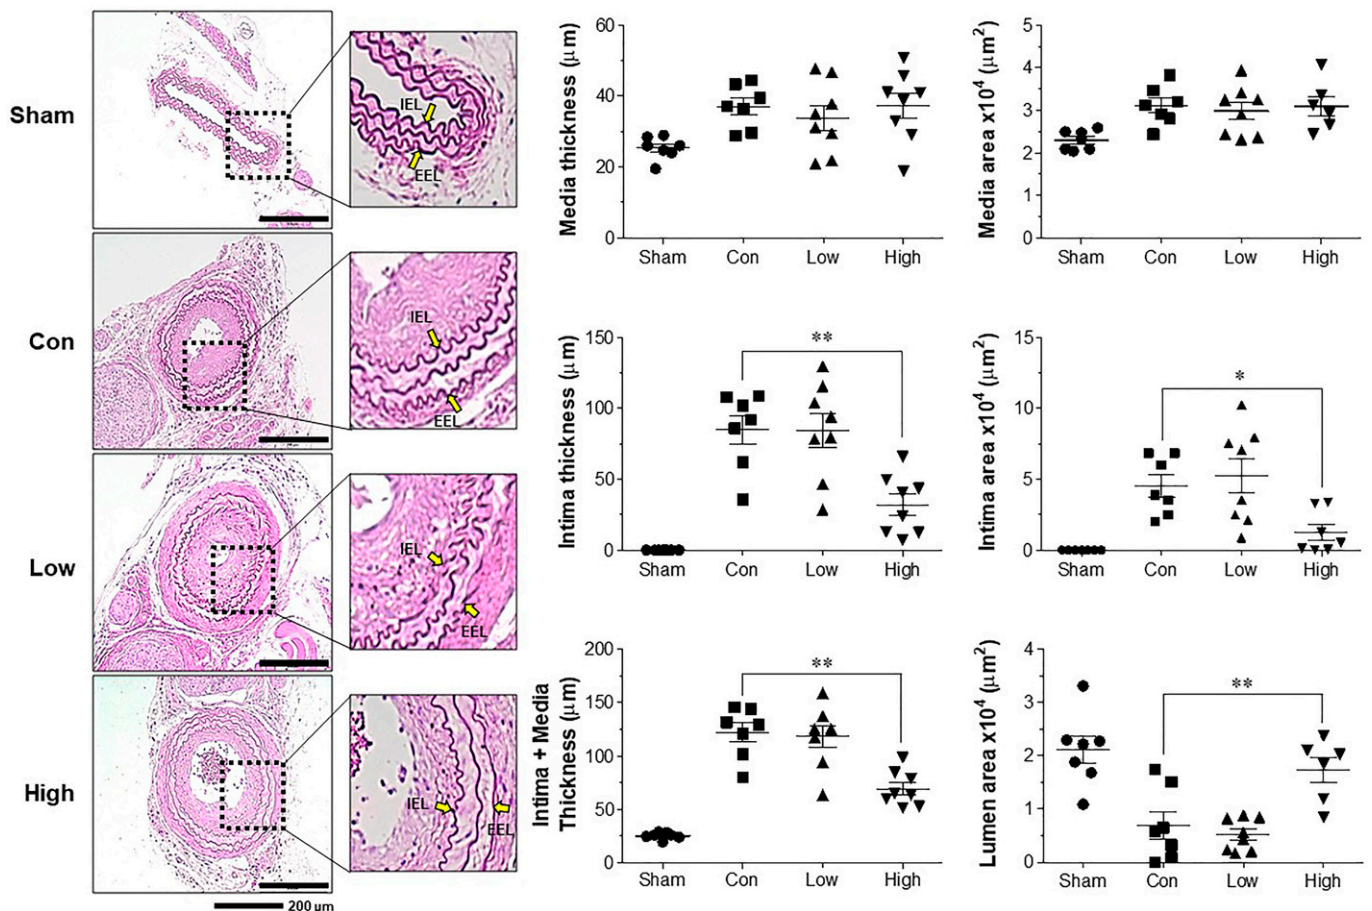 Sham
IEL
EEL
Con
IEL
EEL
Low
IEL
EEL
High
IEL
EEL
200 μm
Media thickness (μm)
60
40
20
0
Sham Con Low High
Media area x10⁴ (μm²)
5
4
3
2
1
0
Sham Con Low High
Intima thickness (μm)
150
100
50
0
**
Sham Con Low High
Intima area x10⁴ (μm²)
15
10
5
0
*
Sham Con Low High
Intima + Media
Thickness (μm)
200
150
100
50
0
**
Sham Con Low High
Lumen area x10⁴ (μm²)
4
3
2
1
0
**
Sham Con Low High